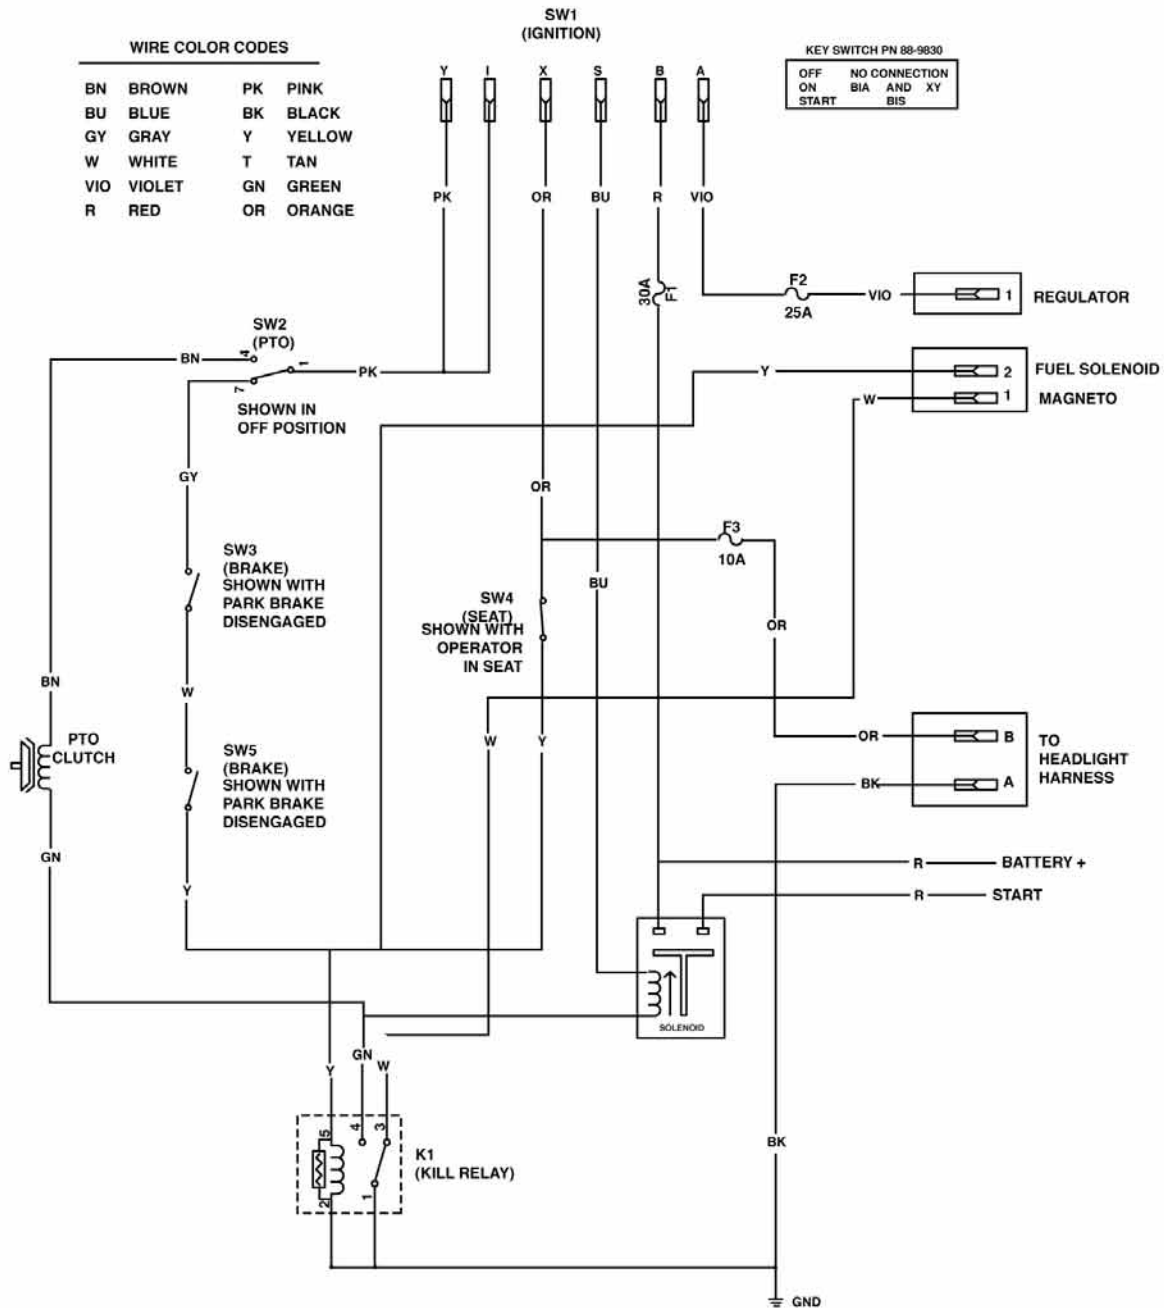 SW1
(IGNITION)
WIRE COLOR CODES
BN BROWN PK PINK
BU BLUE BK BLACK
GY GRAY Y YELLOW
W WHITE T TAN
VIO VIOLET GN GREEN
R RED OR ORANGE
KEY SWITCH PN 88-9830
OFF NO CONNECTION
ON BIA AND XY
START BIS
Y I X S B A
PK OR BU R VIO
30A
F1
F2
25A
VIO
1
REGULATOR
SW2
(PTO)
4
1
7
BN
PK
SHOWN IN
OFF POSITION
Y
2
FUEL SOLENOID
W
1
MAGNETO
GY
OR
F3
10A
SW3
(BRAKE)
SHOWN WITH
PARK BRAKE
DISENGAGED
BU
SW4
(SEAT)
SHOWN WITH
OPERATOR
IN SEAT
OR
BN
W
PTO
CLUTCH
SW5
(BRAKE)
SHOWN WITH
PARK BRAKE
DISENGAGED
W
Y
OR
B
BK
A
TO
HEADLIGHT
HARNESS
GN
Y
R
BATTERY +
R
START
SOLENOID
Y
GN
W
5
4
3
2
1
K1
(KILL RELAY)
BK
GND